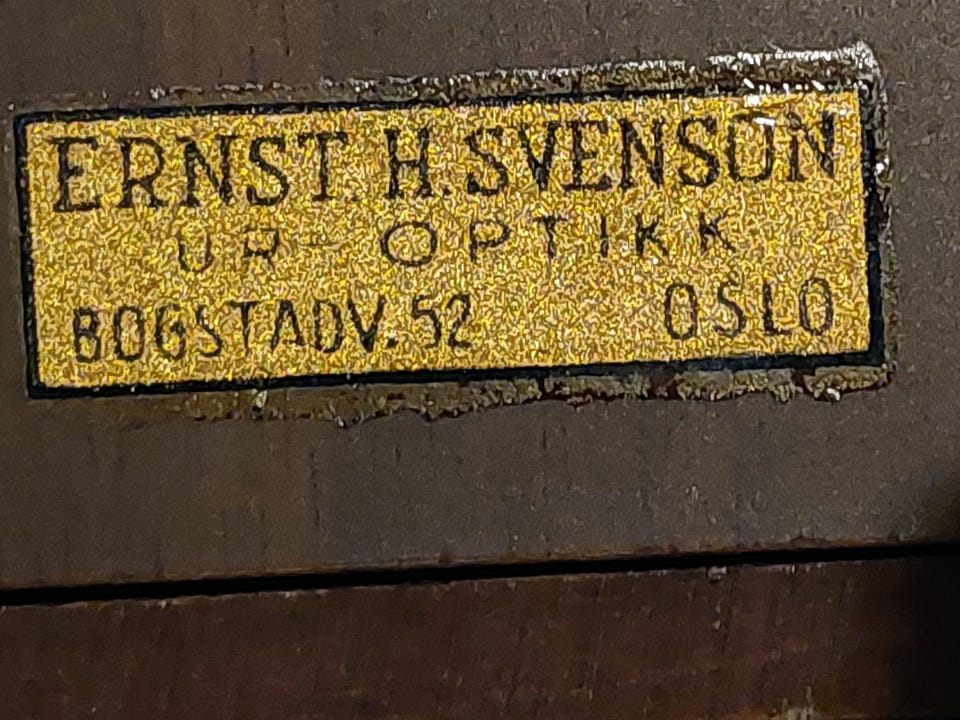 ERNST.H.SVENSON
UR - OPTIKK
BOGSTADV.52 OSLO